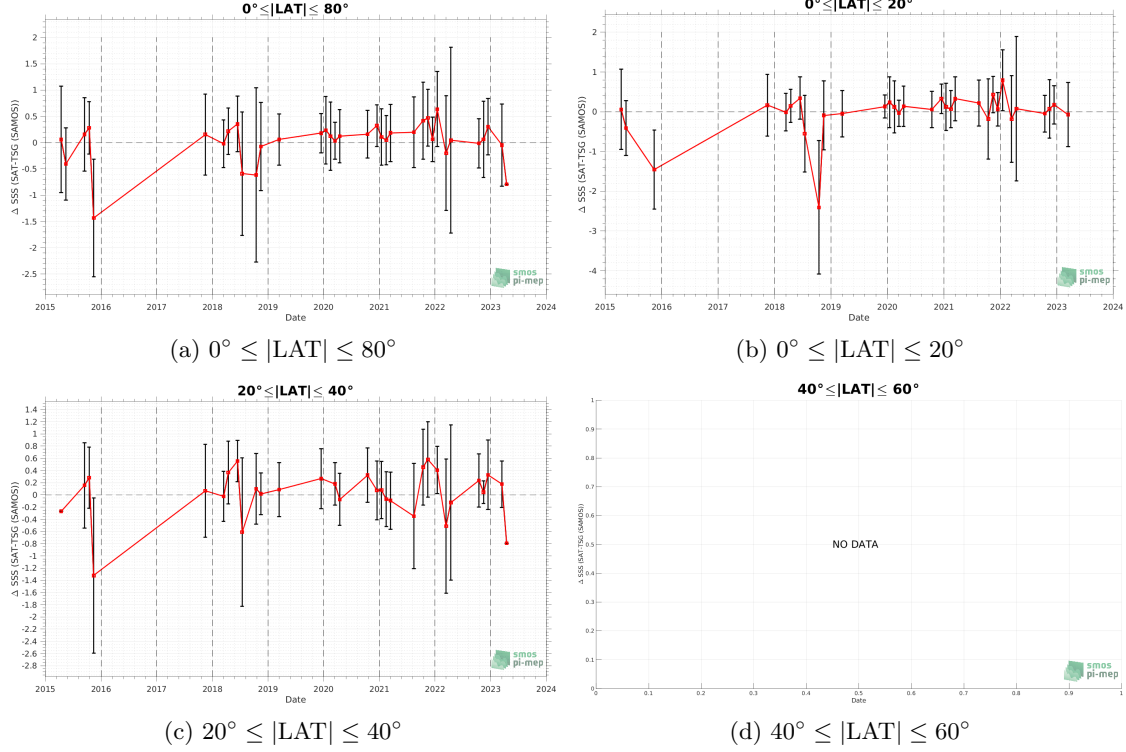 0°≤|LAT|≤ 80°
Δ SSS (SAT-TSG (SAMOS))
2
1.5
1
0.5
0
-0.5
-1
-1.5
-2
-2.5
2015 2016 2017 2018 2019 2020 2021 2022 2023 2024
Date
smos
pi-mep
(a) 0° ≤ |LAT| ≤ 80°
0°≤|LAT|≤ 20°
Δ SSS (SAT-TSG (SAMOS))
2
1
0
-1
-2
-3
-4
2015 2016 2017 2018 2019 2020 2021 2022 2023 2024
Date
smos
pi-mep
(b) 0° ≤ |LAT| ≤ 20°
20°≤|LAT|≤ 40°
Δ SSS (SAT-TSG (SAMOS))
1.4
1.2
1
0.8
0.6
0.4
0.2
0
-0.2
-0.4
-0.6
-0.8
-1
-1.2
-1.4
-1.6
-1.8
-2
-2.2
-2.4
-2.6
-2.8
2015 2016 2017 2018 2019 2020 2021 2022 2023 2024
Date
smos
pi-mep
(c) 20° ≤ |LAT| ≤ 40°
40°≤|LAT|≤ 60°
Δ SSS (SAT-TSG (SAMOS))
1
0.9
0.8
0.7
0.6
0.5
0.4
0.3
0.2
0.1
0
NO DATA
0 0.1 0.2 0.3 0.4 0.5 0.6 0.7 0.8 0.9 1
Date
smos
pi-mep
(d) 40° ≤ |LAT| ≤ 60°